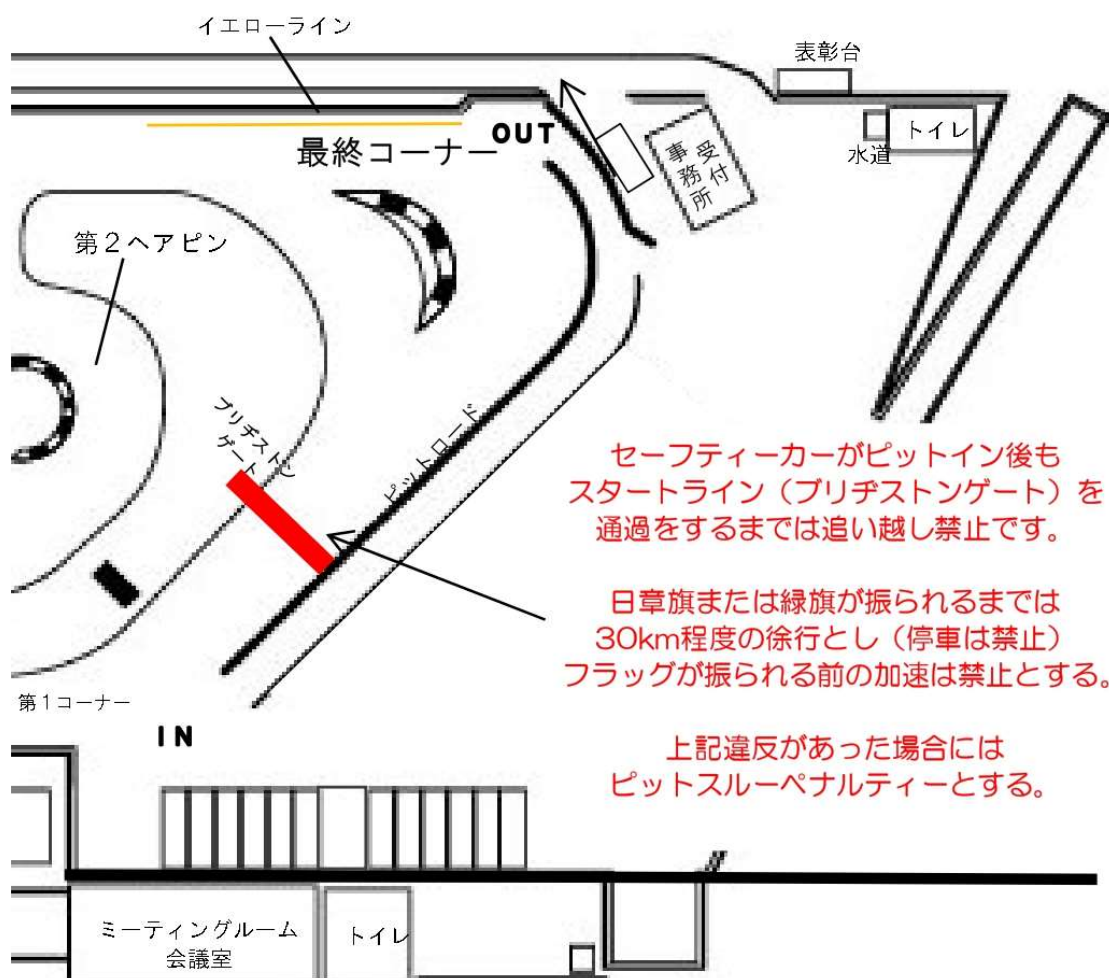 イエローライン
表彰台
最終コーナー
OUT
受付
事務所
トイレ
水道
第2ヘアピン
ブリヂストン
ゲート
ピットロード
セーフティーカーがピットイン後も
スタートライン（ブリヂストンゲート）を
通過をするまでは追い越し禁止です。
日章旗または緑旗が振られるまでは
30km程度の徐行とし（停車は禁止）
フラッグが振られる前の加速は禁止とする。
第1コーナー
IN
上記違反があった場合には
ピットスルーペナルティーとする。
ミーティングルーム
会議室
トイレ